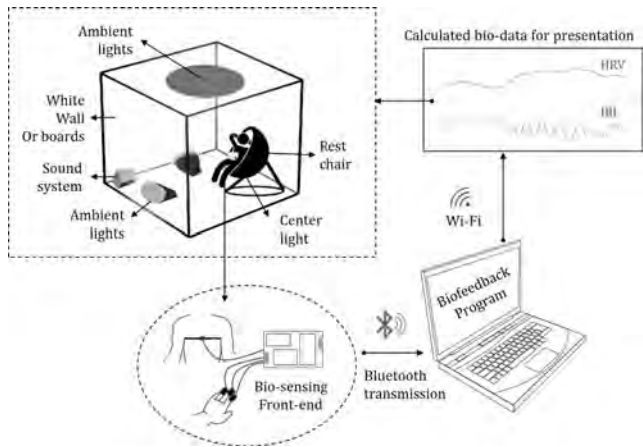 Ambient
lights
Calculated bio-data for presentation
HRV
White
Wall
Or boards
Sound
system
Ambient
lights
Rest
chair
Center
light
Wi-Fi
Biofeedback
Program
Bio-sensing
Front-end
Bluetooth
transmission